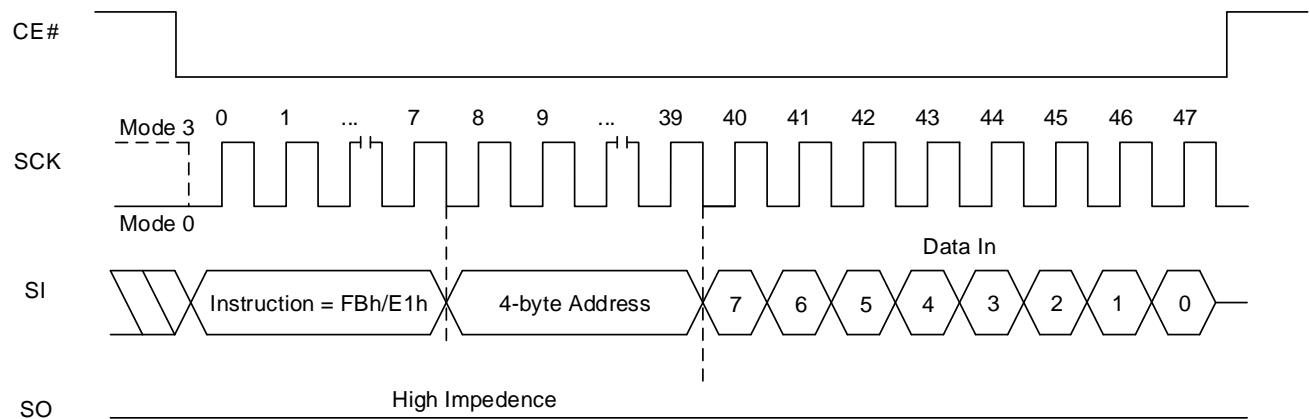 CE#
Mode 3 0 1 ... 7 8 9 ... 39 40 41 42 43 44 45 46 47
SCK
Mode 0
Data In
SI Instruction = FBh/E1h 4-byte Address 7 6 5 4 3 2 1 0
High Impedence
SO